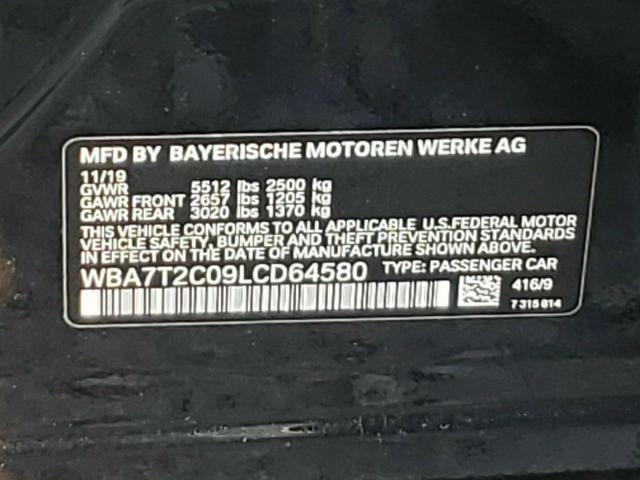 MFD BY BAYERISCHE MOTOREN WERKE AG
11/19
GVWR 5512 lbs 2500 kg
GAWR FRONT 2657 lbs 1205 kg
GAWR REAR 3020 lbs 1370 kg
THIS VEHICLE CONFORMS TO ALL APPLICABLE U.S.FEDERAL MOTOR
VEHICLE SAFETY, BUMPER AND THEFT PREVENTION STANDARDS
IN EFFECT ON THE DATE OF MANUFACTURE SHOWN ABOVE.
WBA7T2C09LCD64580 TYPE: PASSENGER CAR
416/9
7 315 014